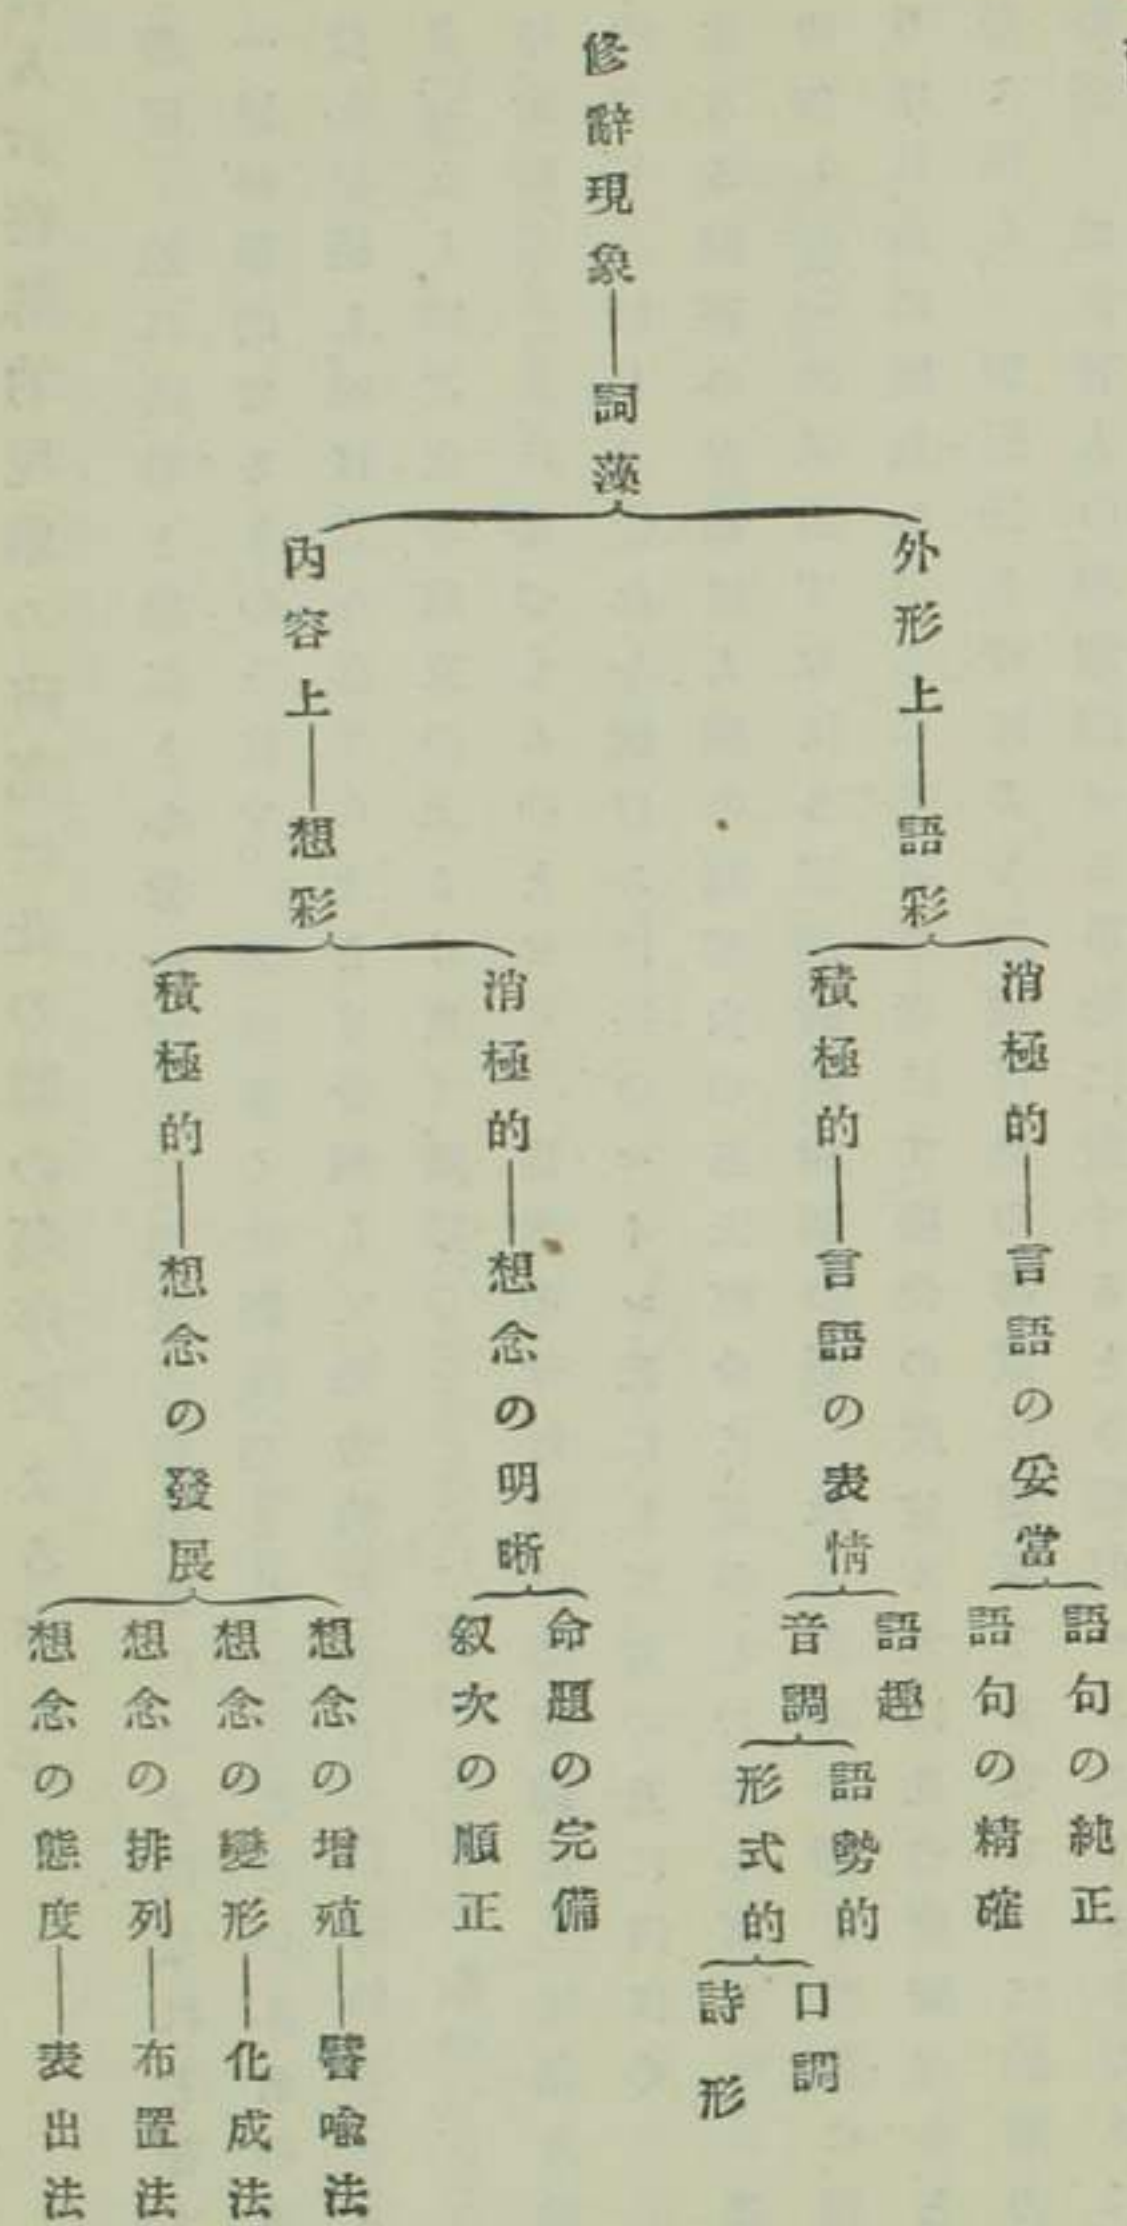 修辭現象――詞藻
外形上――語彩
消極的――言語の妥當
語句の純正
語句の精確
積極的――言語の表情
語趣
音調
語勢的
形式的
口調
詩形
內容上――想彩
消極的――想念の明晰
命題の完備
叙次の順正
積極的――想念の發展
想念の增殖――譬喩法
想念の變形――化成法
想念の排列――布置法
想念の態度――表出法